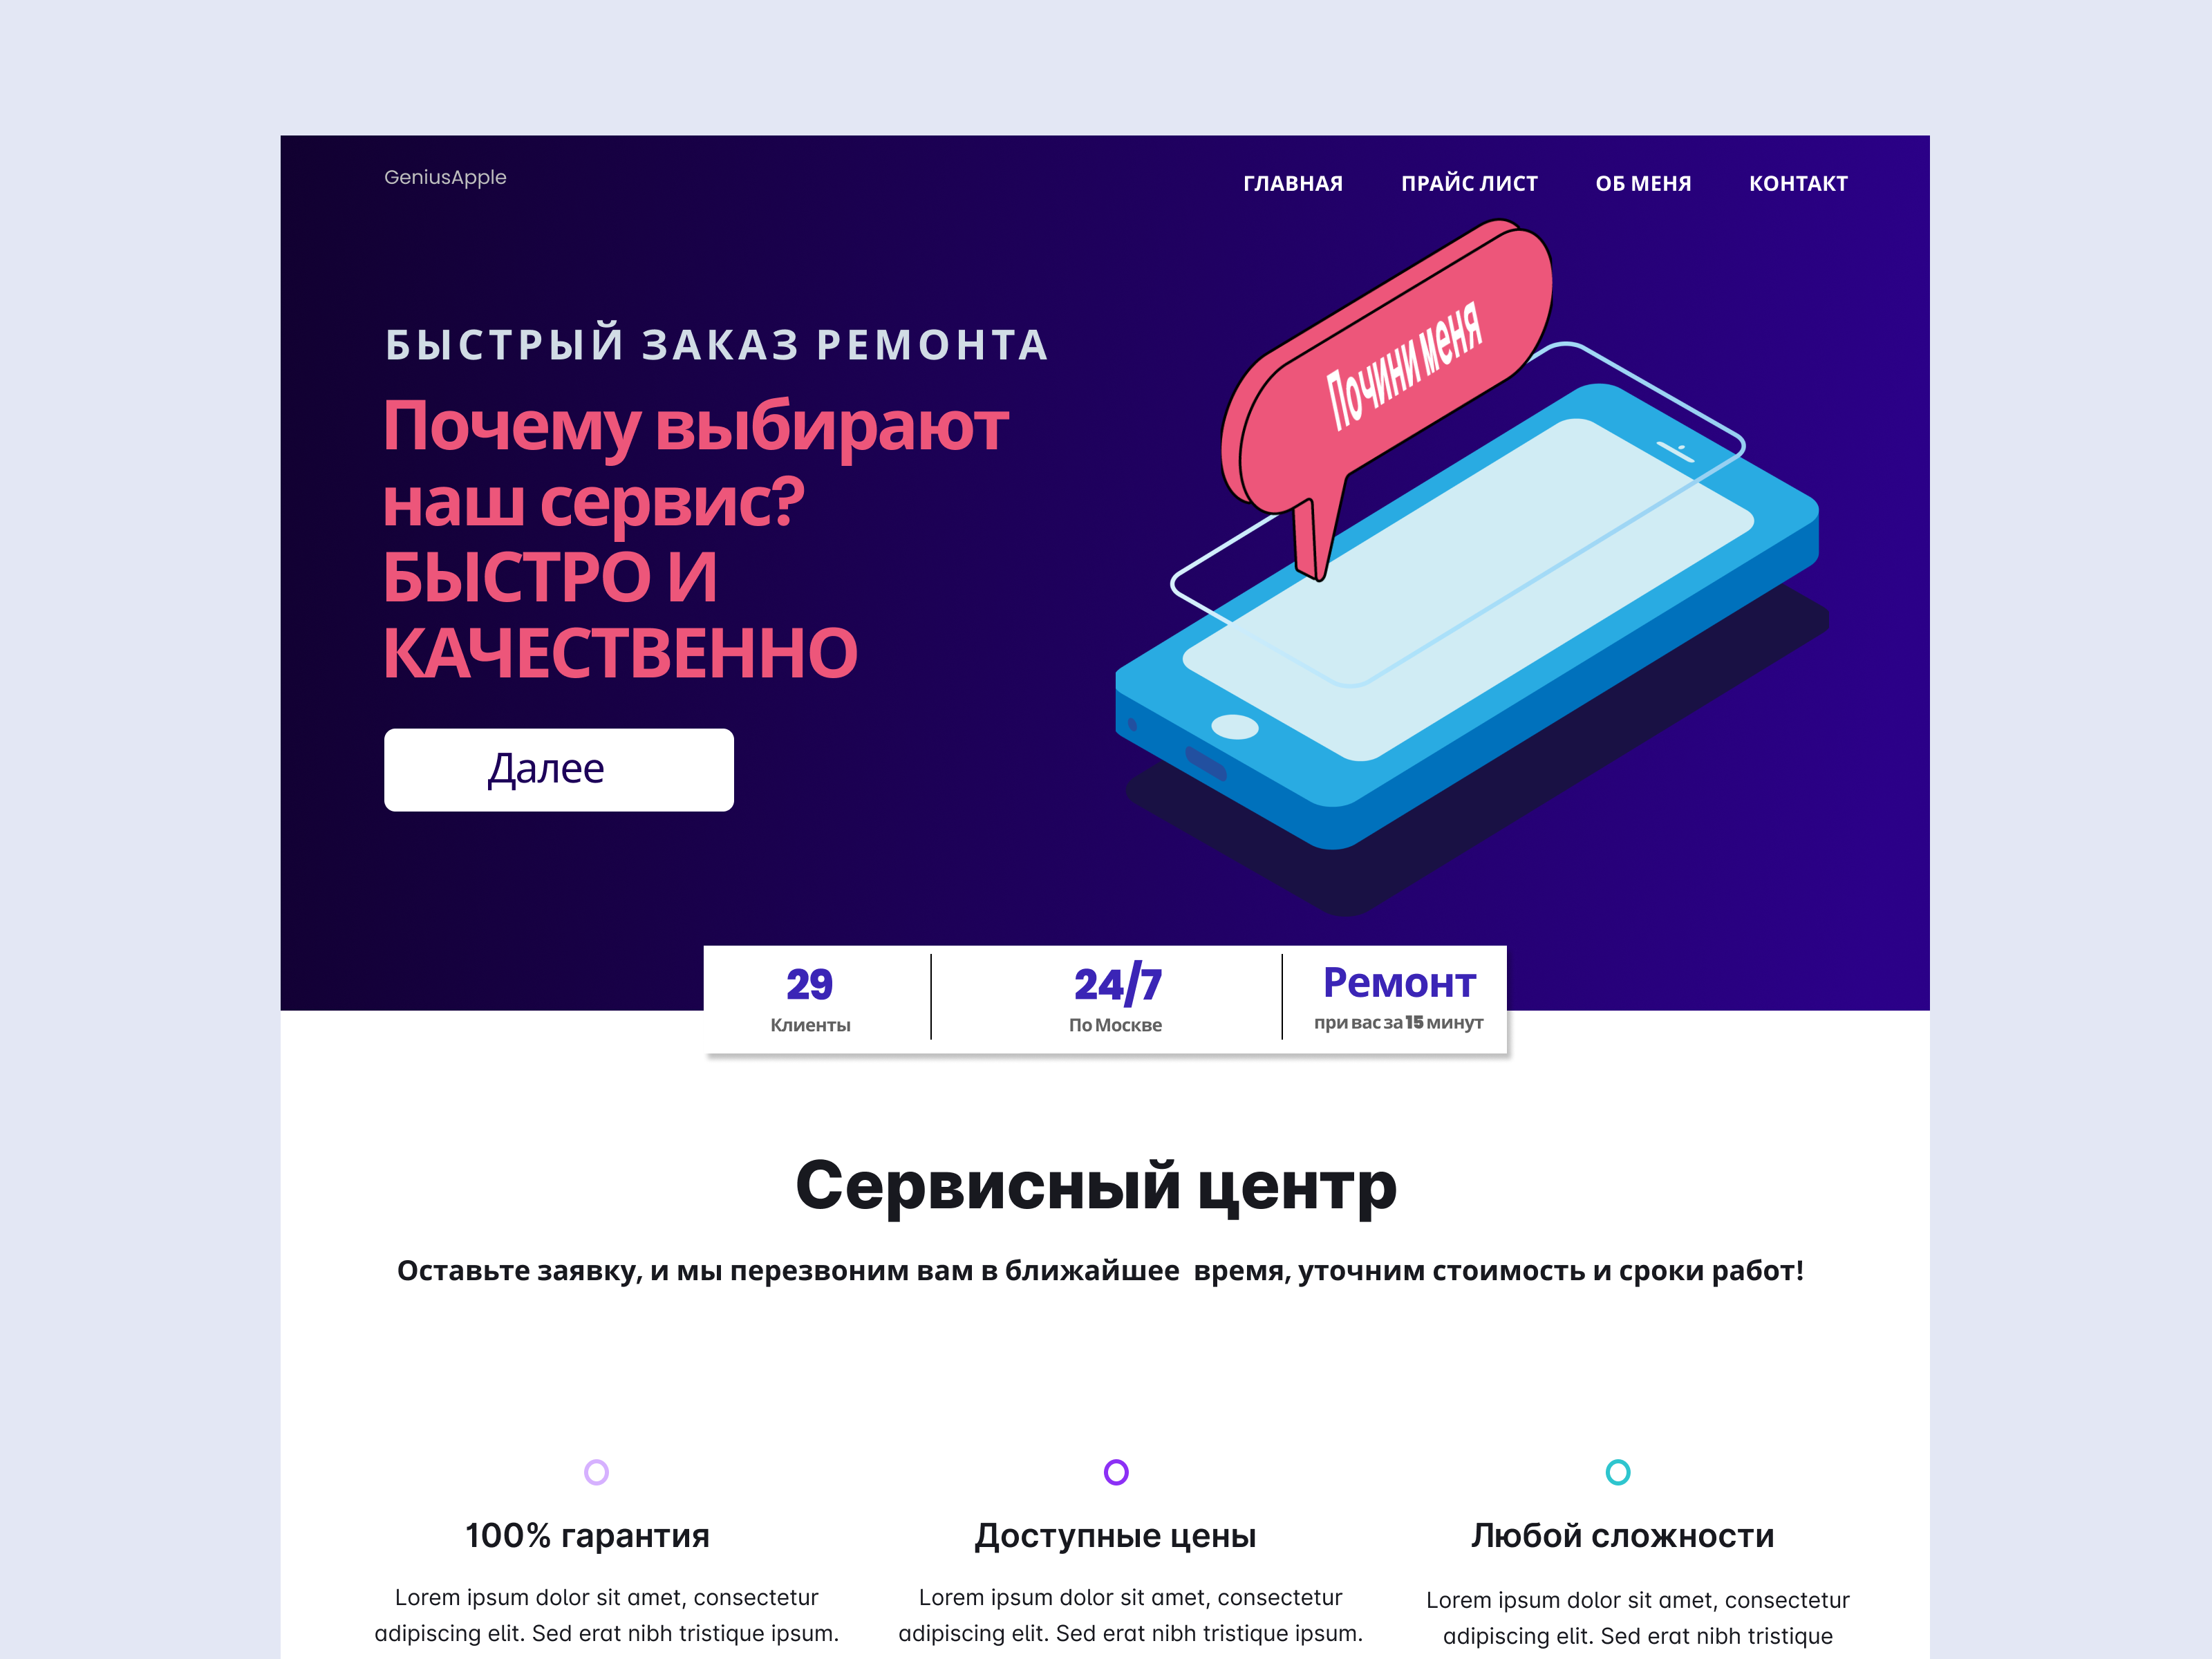 GeniusApple
ГЛАВНАЯ ПРАЙС ЛИСТ ОБ МЕНЯ КОНТАКТ
БЫСТРЫЙ ЗАКАЗ РЕМОНТА
Почему выбирают
наш сервис?
БЫСТРО И
КАЧЕСТВЕННО
Далее
Почини меня
29
Клиенты
24/7
По Москве
Ремонт
при вас за 15 минут
Сервисный центр
Оставьте заявку, и мы перезвоним вам в ближайшее  время, уточним стоимость и сроки работ!
100% гарантия
Lorem ipsum dolor sit amet, consectetur
adipiscing elit. Sed erat nibh tristique ipsum.
Доступные цены
Lorem ipsum dolor sit amet, consectetur
adipiscing elit. Sed erat nibh tristique ipsum.
Любой сложности
Lorem ipsum dolor sit amet, consectetur
adipiscing elit. Sed erat nibh tristique